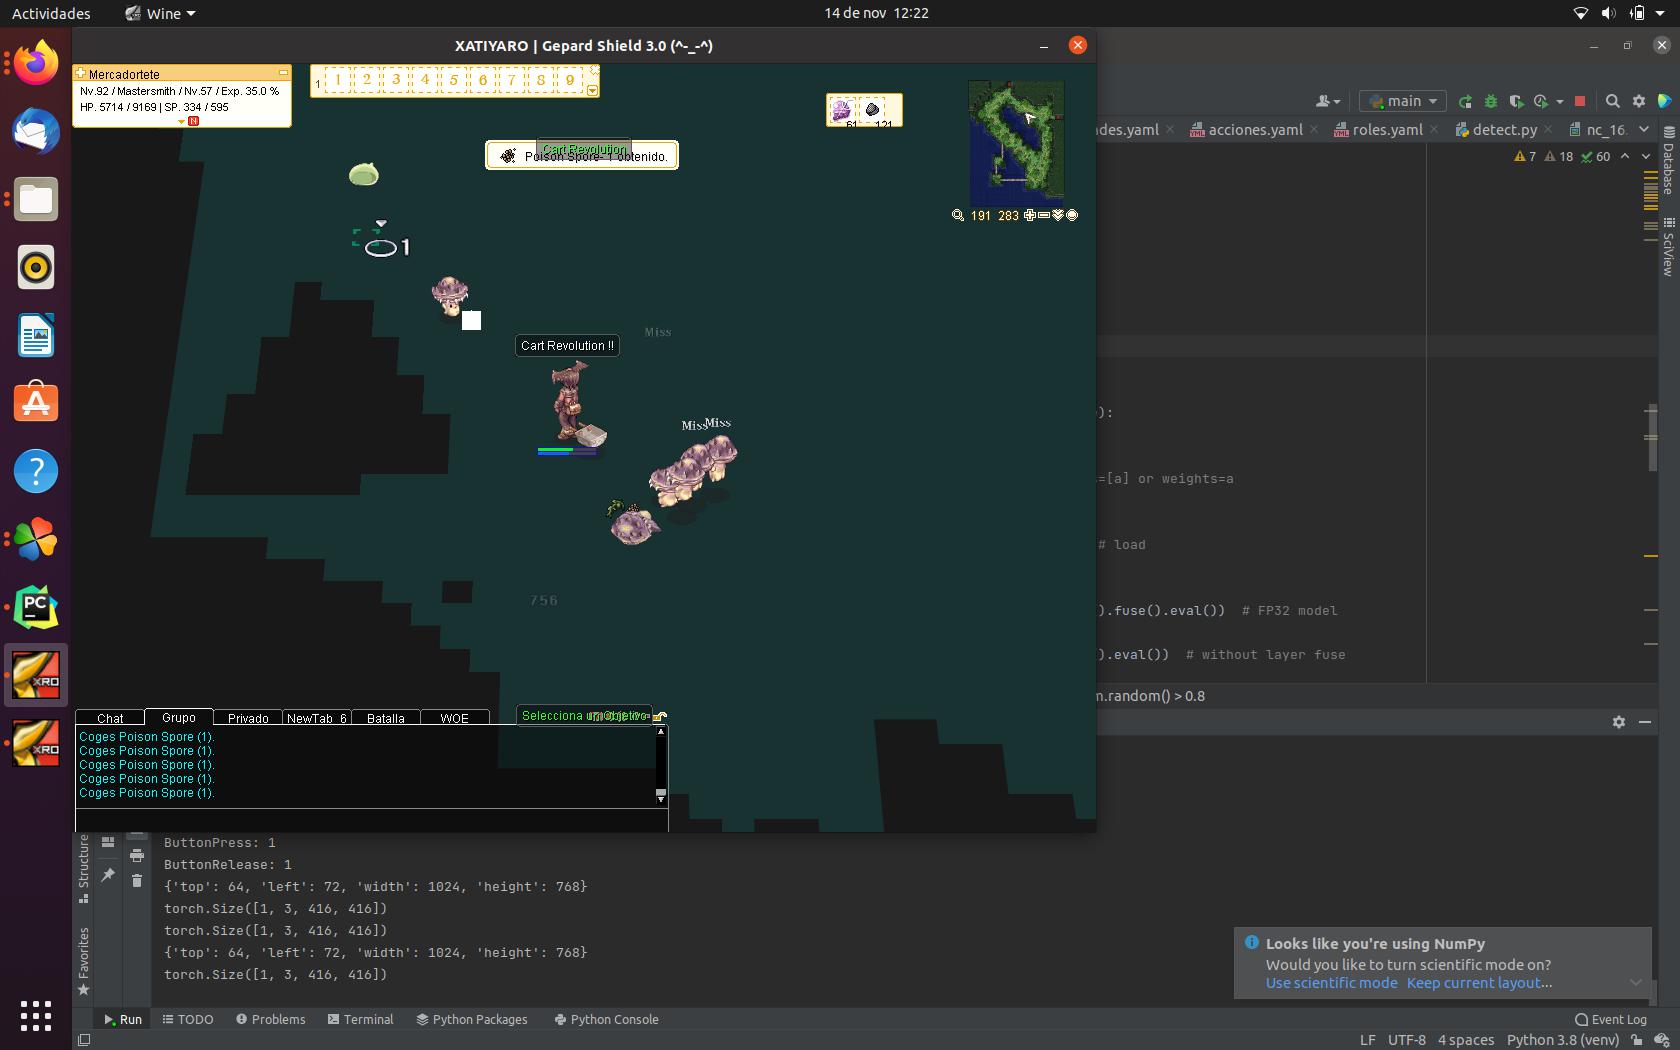 Actividades
Wine
14 de nov  12:22
XATIYARO | Gepard Shield 3.0 (^-_-^)
Mercadortete
Nv.92 / Mastersmith / Nv.57 / Exp. 35.0 %
HP. 5714 / 9169 | SP. 334 / 595
N
1
1 2 3 4 5 6 7 8 9
61
121
191 283
Cart Revolution
Poison Spore- 1 obtenido.
1
Miss
Cart Revolution !!
Miss
Miss
756
main
des.yaml
acciones.yaml
roles.yaml
detect.py
nc_16.
7
18
60
Database
SciView
):
=[a] or weights=a
# load
).fuse().eval())  # FP32 model
).eval())  # without layer fuse
m.random() > 0.8
Chat
Grupo
Privado
NewTab_6
Batalla
WOE
Selecciona un objetivo
Coges Poison Spore (1).
Coges Poison Spore (1).
Coges Poison Spore (1).
Coges Poison Spore (1).
Coges Poison Spore (1).
PC
XRO
XRO
Structure
Favorites
ButtonPress: 1
ButtonRelease: 1
{'top': 64, 'left': 72, 'width': 1024, 'height': 768}
torch.Size([1, 3, 416, 416])
torch.Size([1, 3, 416, 416])
{'top': 64, 'left': 72, 'width': 1024, 'height': 768}
torch.Size([1, 3, 416, 416])
Looks like you're using NumPy
Would you like to turn scientific mode on?
Use scientific mode  Keep current layout...
Run
TODO
Problems
Terminal
Python Packages
Python Console
Event Log
LF
UTF-8
4 spaces
Python 3.8 (venv)